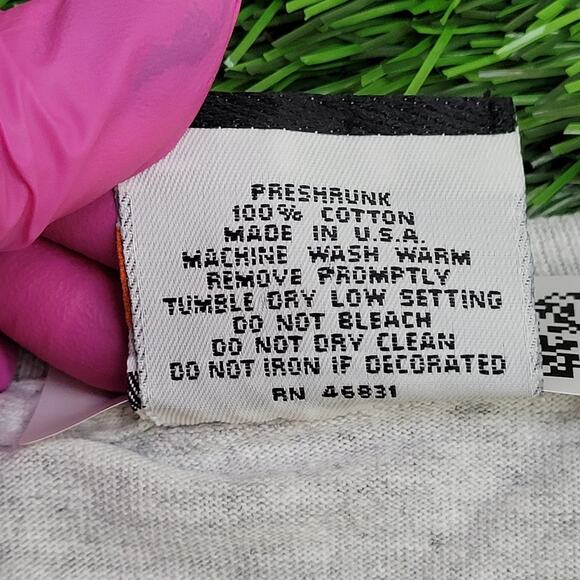 PRESHRUNK
100% COTTON
MADE IN U.S.A.
MACHINE WASH WARM
REMOVE PROMPTLY
TUMBLE DRY LOW SETTING
DO NOT BLEACH
DO NOT DRY CLEAN
DO NOT IRON IF DECORATED
RN 46831